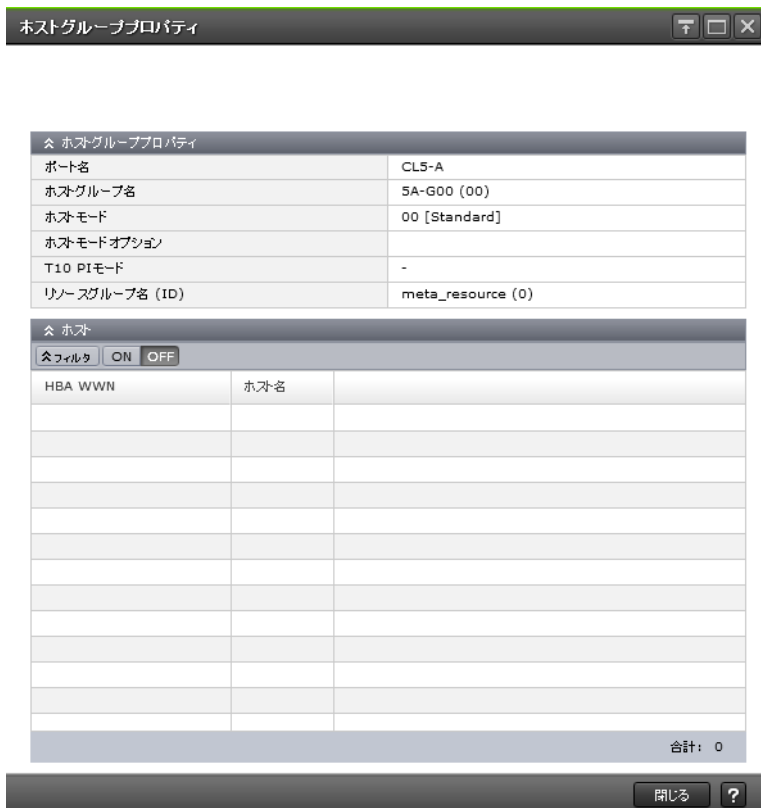 ホストグループプロパティ
ホストグループプロパティ
ポート名 CL5-A
ホストグループ名 5A-G00 (00)
ホストモード 00 [Standard]
ホストモードオプション
T10 PIモード -
リソースグループ名 (ID) meta_resource (0)
ホスト
フィルタ ON OFF
HBA WWN ホスト名
合計: 0
閉じる ?